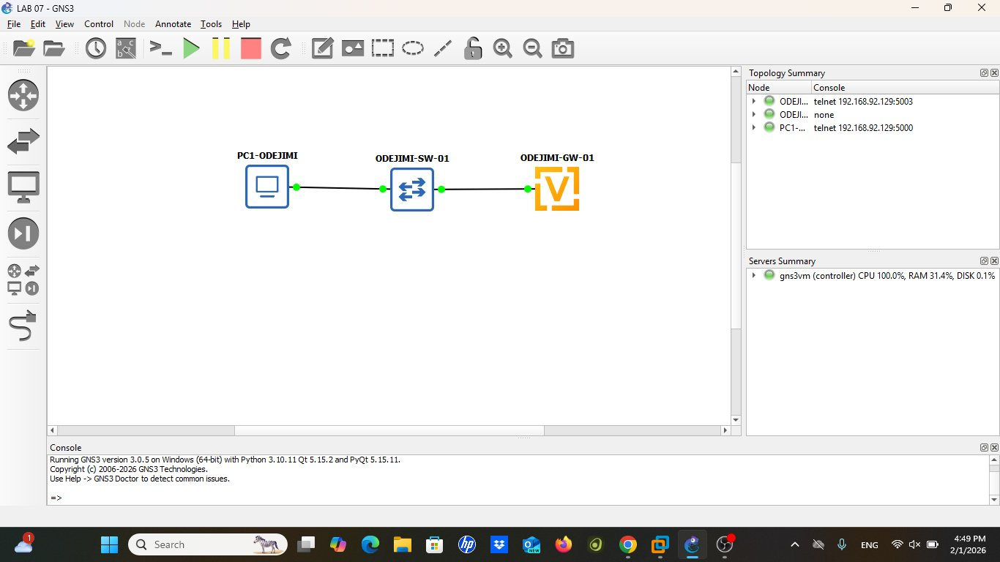 LAB 07 - GNS3
File Edit View Control Node Annotate Tools Help
Topology Summary
Node Console
ODEJI... telnet 192.168.92.129:5003
ODEJI... none
PC1-... telnet 192.168.92.129:5000
PC1-ODEJIMI
ODEJIMI-SW-01
ODEJIMI-GW-01
V
Servers Summary
gns3vm (controller) CPU 100.0%, RAM 31.4%, DISK 0.1%
Console
Running GNS3 version 3.0.5 on Windows (64-bit) with Python 3.10.11 Qt 5.15.2 and PyQt 5.15.11.
Copyright (c) 2006-2026 GNS3 Technologies.
Use Help -> GNS3 Doctor to detect common issues.
=>
1
Search
hp
NEW
ENG
4:49 PM
2/1/2026